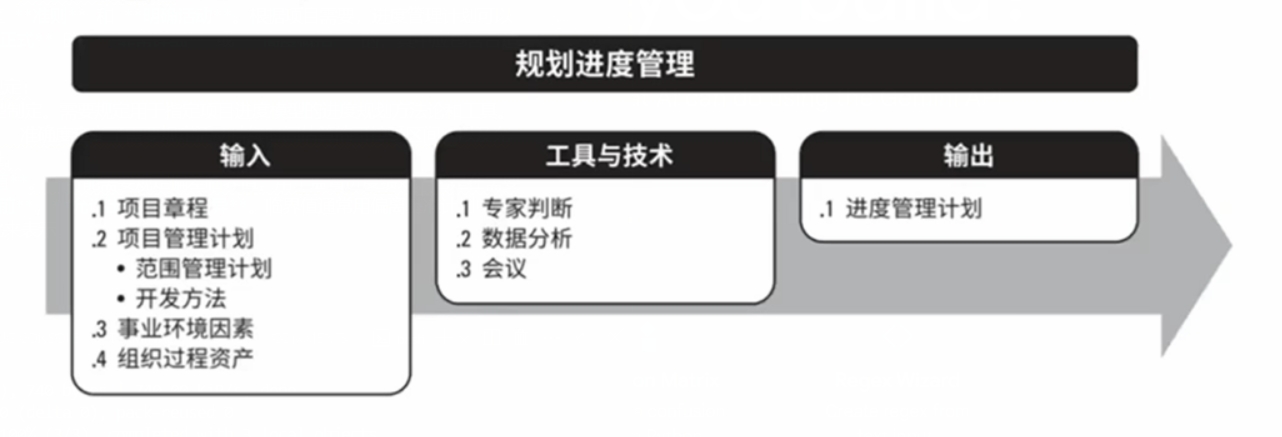 规划进度管理
输入
.1 项目章程
.2 项目管理计划
• 范围管理计划
• 开发方法
.3 事业环境因素
.4 组织过程资产
工具与技术
.1 专家判断
.2 数据分析
.3 会议
输出
.1 进度管理计划